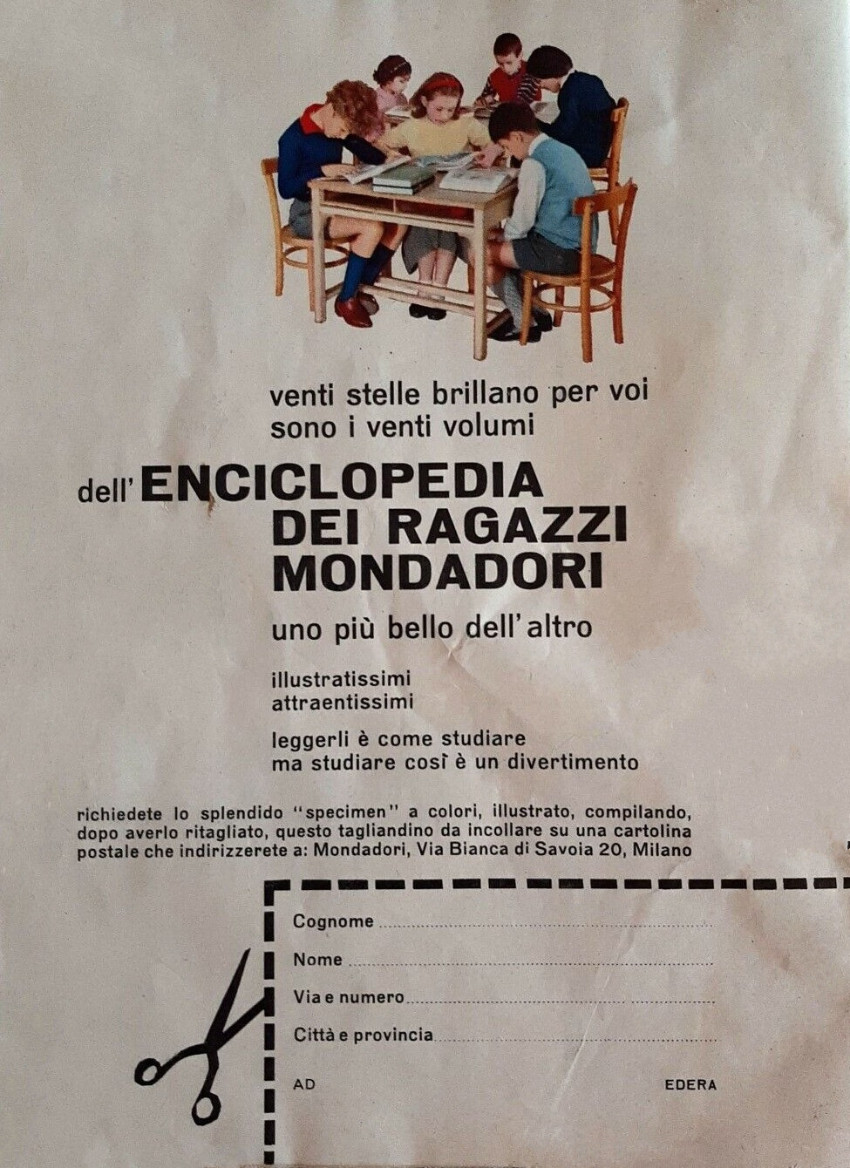 venti stelle brillano per voi
sono i venti volumi
dell'ENCICLOPEDIA
DEI RAGAZZI
MONDADORI
uno più bello dell'altro
illustratissimi
attraentissimi
leggerli è come studiare
ma studiare così è un divertimento
richiedete lo splendido "specimen" a colori, illustrato, compilando,
dopo averlo ritagliato, questo tagliandino da incollare su una cartolina
postale che indirizzerete a: Mondadori, Via Bianca di Savoia 20, Milano
Cognome
Nome
Via e numero
Città e provincia
AD EDERA